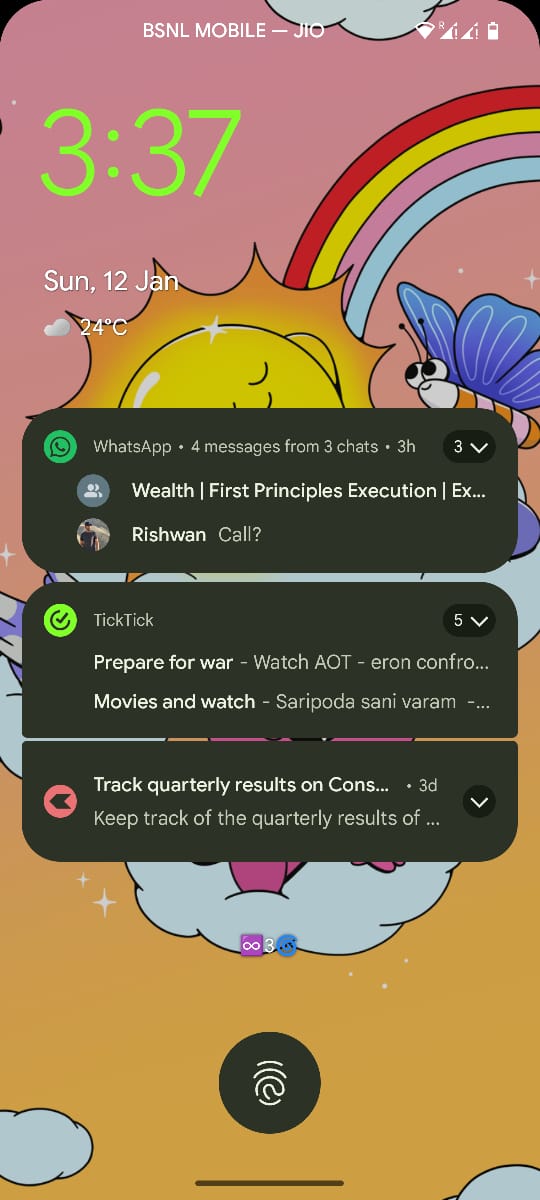 BSNL MOBILE — JIO
R
3:37
Sun, 12 Jan
24°C
WhatsApp • 4 messages from 3 chats • 3h 3
Wealth | First Principles Execution | Ex...
Rishwan Call?
TickTick 5
Prepare for war - Watch AOT - eron confro...
Movies and watch - Saripoda sani varam -...
Track quarterly results on Cons... • 3d
Keep track of the quarterly results of ...
♾️3🌀